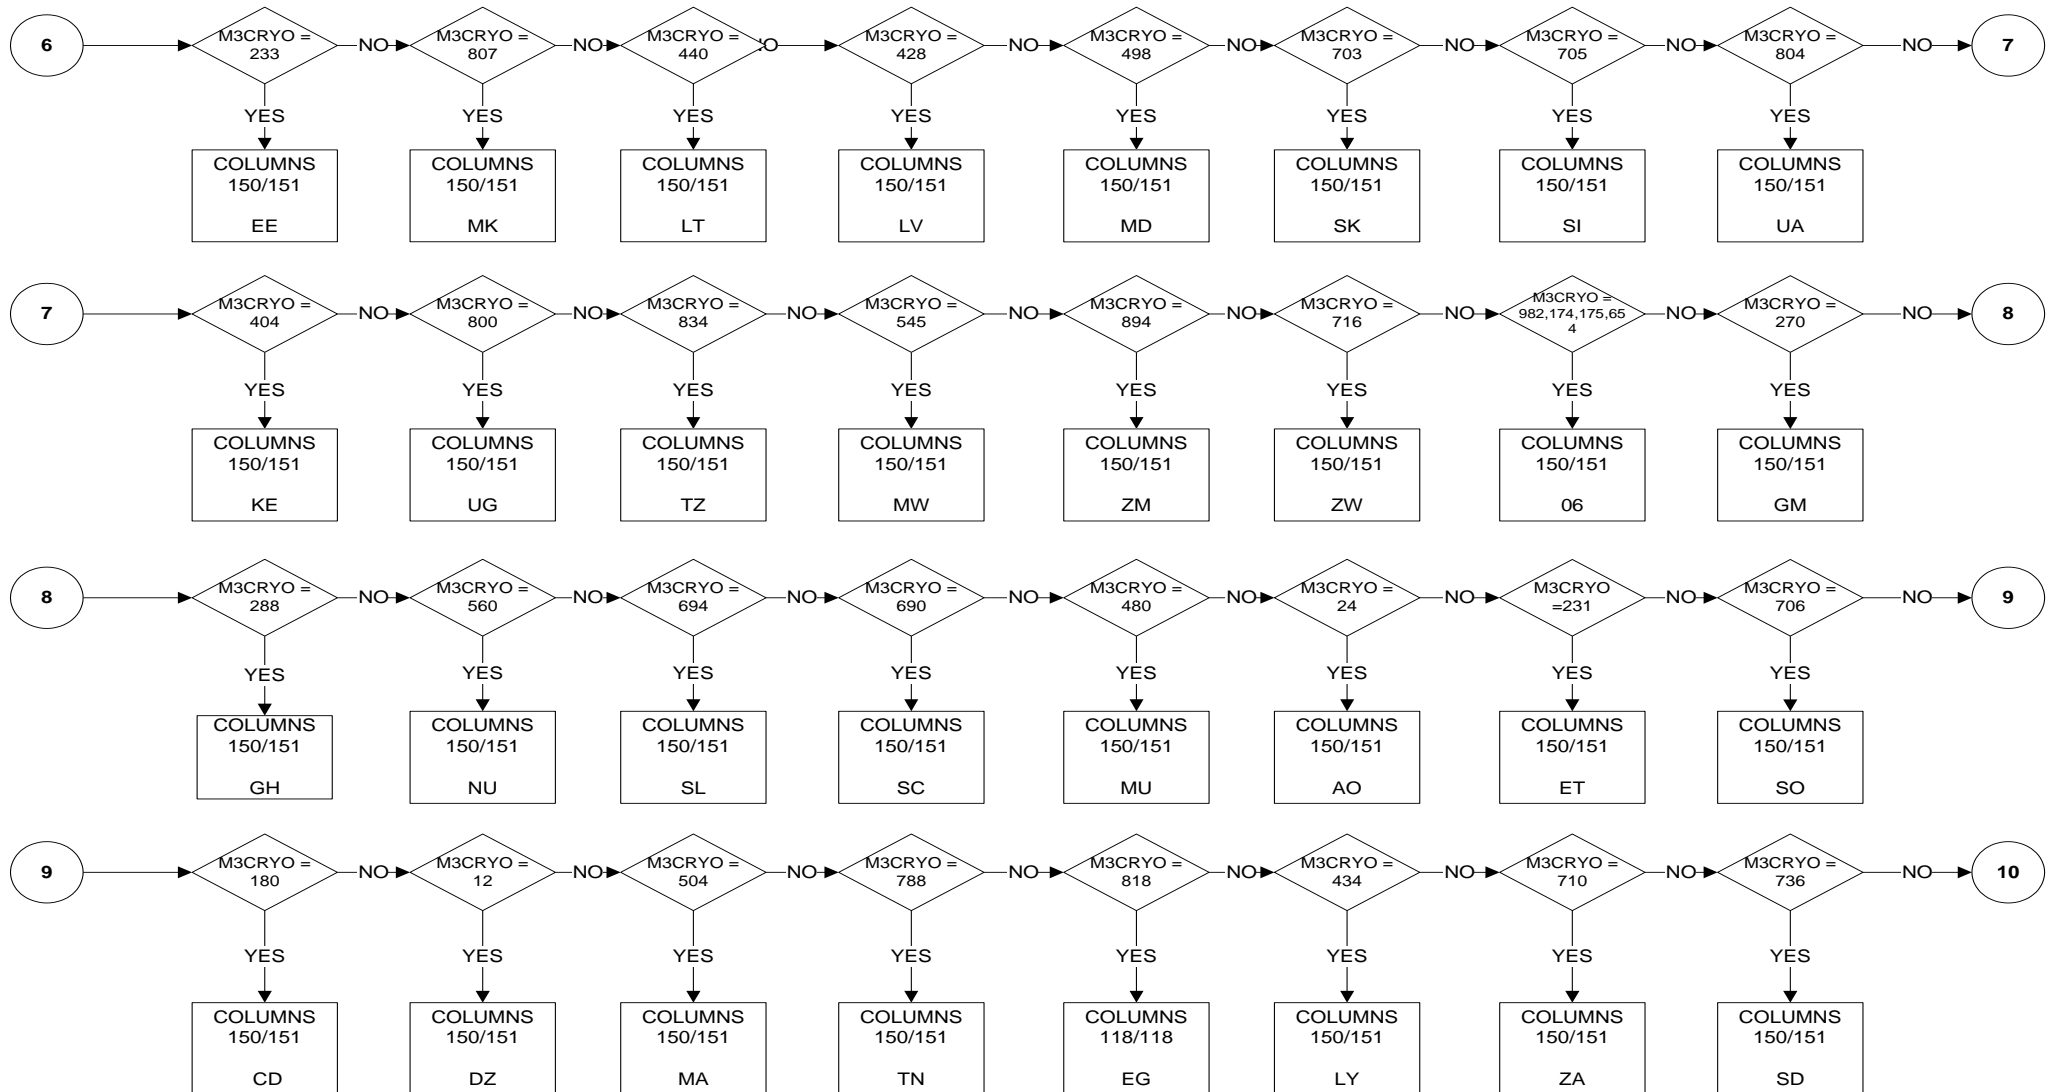 6
M3CRYO =
233
NO
M3CRYO =
807
NO
M3CRYO =
440
NO
M3CRYO =
428
NO
M3CRYO =
498
NO
M3CRYO =
703
NO
M3CRYO =
705
NO
M3CRYO =
804
NO
7
YES
YES
YES
YES
YES
YES
YES
YES
COLUMNS
150/151
EE
COLUMNS
150/151
MK
COLUMNS
150/151
LT
COLUMNS
150/151
LV
COLUMNS
150/151
MD
COLUMNS
150/151
SK
COLUMNS
150/151
SI
COLUMNS
150/151
UA
7
M3CRYO =
404
NO
M3CRYO =
800
NO
M3CRYO =
834
NO
M3CRYO =
545
NO
M3CRYO =
894
NO
M3CRYO =
716
NO
M3CRYO =
982,174,175,65
4
NO
M3CRYO =
270
NO
8
YES
YES
YES
YES
YES
YES
YES
YES
COLUMNS
150/151
KE
COLUMNS
150/151
UG
COLUMNS
150/151
TZ
COLUMNS
150/151
MW
COLUMNS
150/151
ZM
COLUMNS
150/151
ZW
COLUMNS
150/151
06
COLUMNS
150/151
GM
8
M3CRYO =
288
NO
M3CRYO =
560
NO
M3CRYO =
694
NO
M3CRYO =
690
NO
M3CRYO =
480
NO
M3CRYO =
24
NO
M3CRYO
=231
NO
M3CRYO =
706
NO
9
YES
YES
YES
YES
YES
YES
YES
YES
COLUMNS
150/151
GH
COLUMNS
150/151
NU
COLUMNS
150/151
SL
COLUMNS
150/151
SC
COLUMNS
150/151
MU
COLUMNS
150/151
AO
COLUMNS
150/151
ET
COLUMNS
150/151
SO
9
M3CRYO =
180
NO
M3CRYO =
12
NO
M3CRYO =
504
NO
M3CRYO =
788
NO
M3CRYO =
818
NO
M3CRYO =
434
NO
M3CRYO =
710
NO
M3CRYO =
736
NO
10
YES
YES
YES
YES
YES
YES
YES
YES
COLUMNS
150/151
CD
COLUMNS
150/151
DZ
COLUMNS
150/151
MA
COLUMNS
150/151
TN
COLUMNS
118/118
EG
COLUMNS
150/151
LY
COLUMNS
150/151
ZA
COLUMNS
150/151
SD